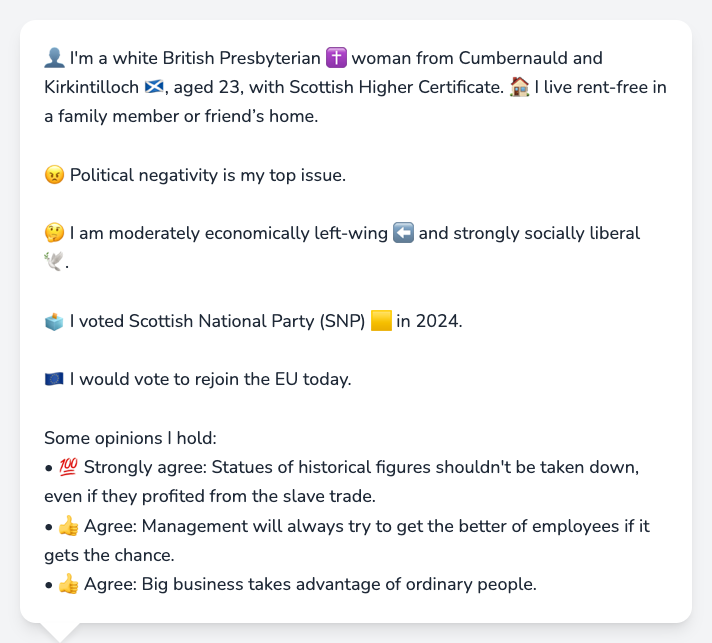 👤 I'm a white British Presbyterian ✝️ woman from Cumbernauld and
Kirkintilloch 🏴󠁧󠁢󠁳󠁣󠁴󠁿, aged 23, with Scottish Higher Certificate. 🏠 I live rent-free in
a family member or friend’s home.
😠 Political negativity is my top issue.
🤔 I am moderately economically left-wing ⬅️ and strongly socially liberal
🕊️.
🗳️ I voted Scottish National Party (SNP) 🟨 in 2024.
🇪🇺 I would vote to rejoin the EU today.
Some opinions I hold:
• 💯 Strongly agree: Statues of historical figures shouldn't be taken down,
even if they profited from the slave trade.
• 👍 Agree: Management will always try to get the better of employees if it
gets the chance.
• 👍 Agree: Big business takes advantage of ordinary people.